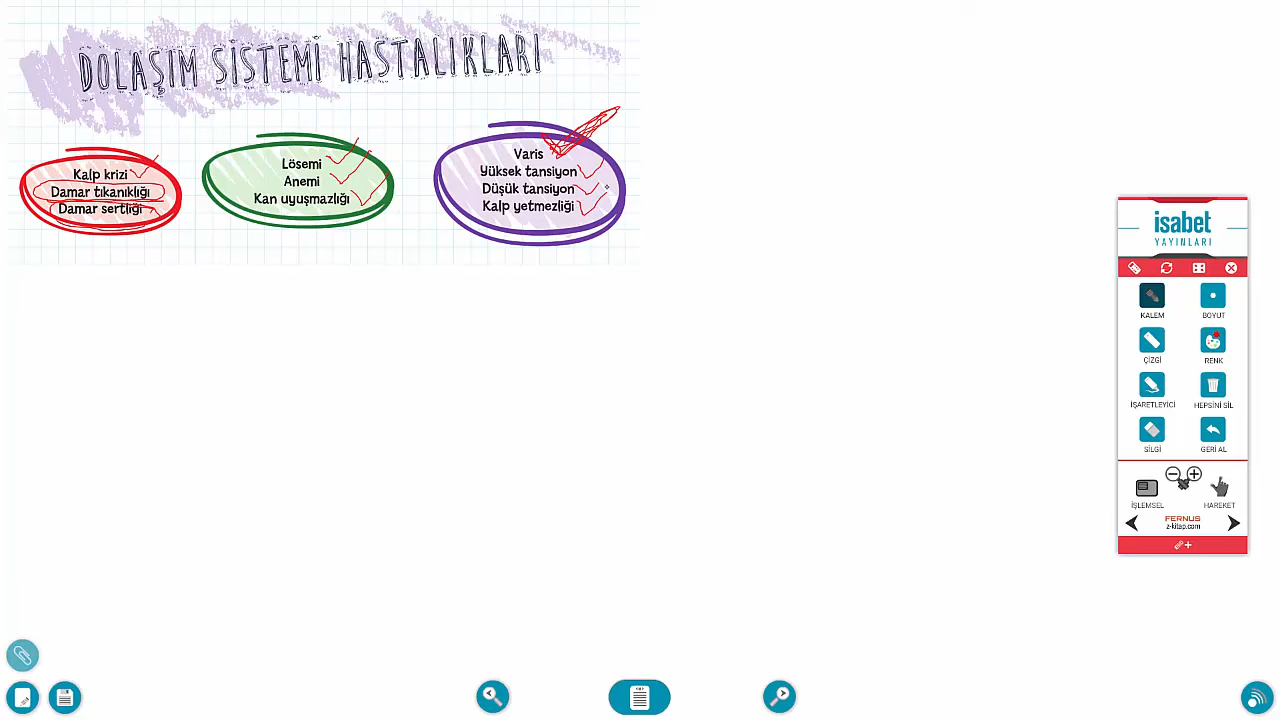 DOLAŞIM SİSTEMİ HASTALIKLARI
Kalp krizi
Damar tıkanıklığı
Damar sertliği
Lösemi
Anemi
Kan uyuşmazlığı
Varis
Yüksek tansiyon
Düşük tansiyon
Kalp yetmezliği
isabet
YAYINLARI
KALEM
BOYUT
ÇİZGİ
RENK
İŞARETLEYİCİ
HEPSİNİ SİL
SİLGİ
GERİ AL
İŞLEMSEL
HAREKET
FERNUS
z-kitap.com